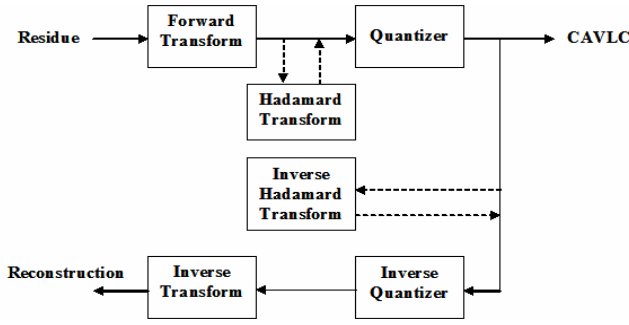 Residue
Forward
Transform
Quantizer
CAVLC
Hadamard
Transform
Inverse
Hadamard
Transform
Reconstruction
Inverse
Transform
Inverse
Quantizer